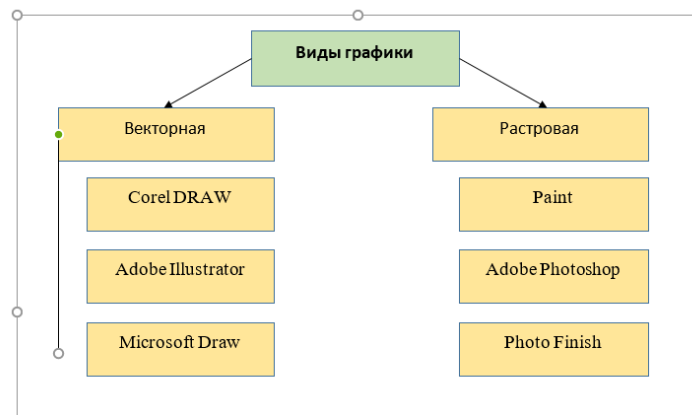 Виды графики
Векторная
Растровая
Corel DRAW
Paint
Adobe Illustrator
Adobe Photoshop
Microsoft Draw
Photo Finish